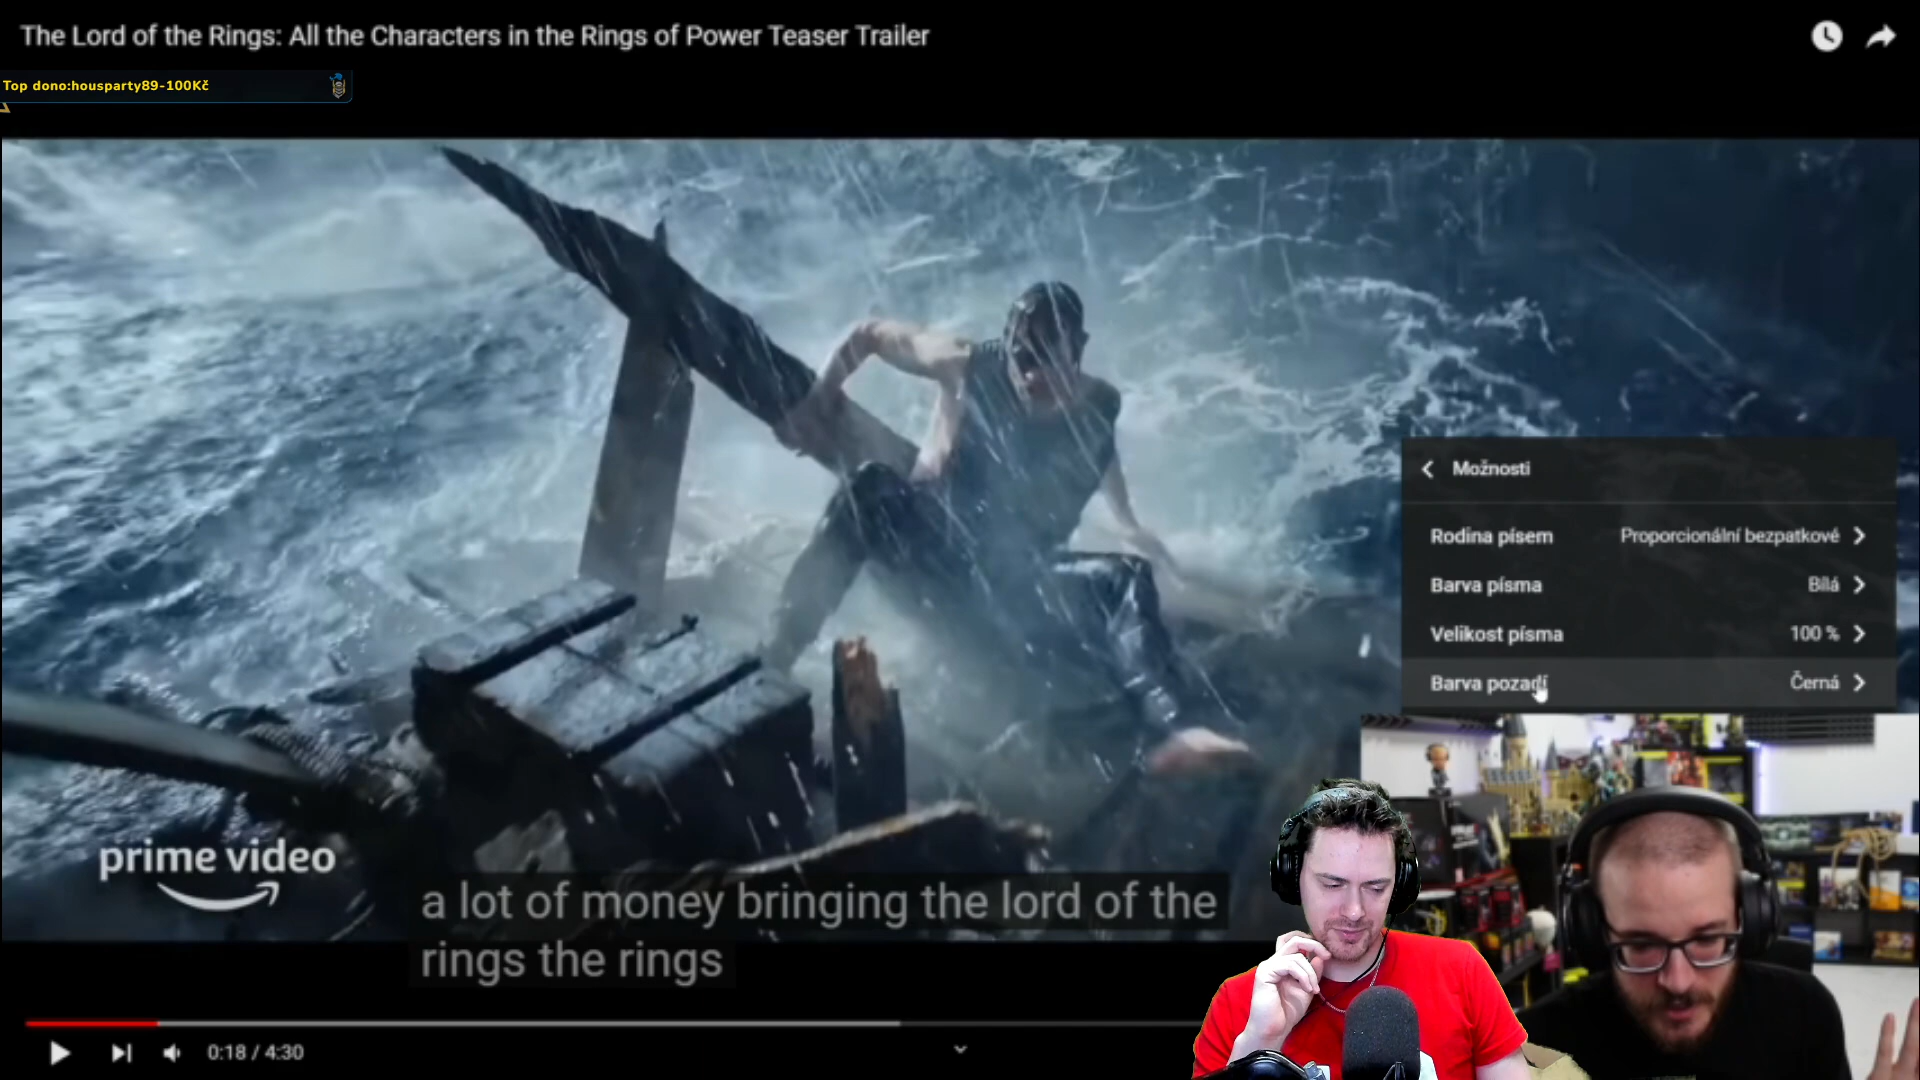 The Lord of the Rings: All the Characters in the Rings of Power Teaser Trailer
Top dono:housparty89-100Kč
Možnosti
Rodina písem Proporcionální bezpatkové
Barva písma Bílá
Velikost písma 100 %
Barva pozadí Černá
prime video
a lot of money bringing the lord of the
rings the rings
0:18 / 4:30